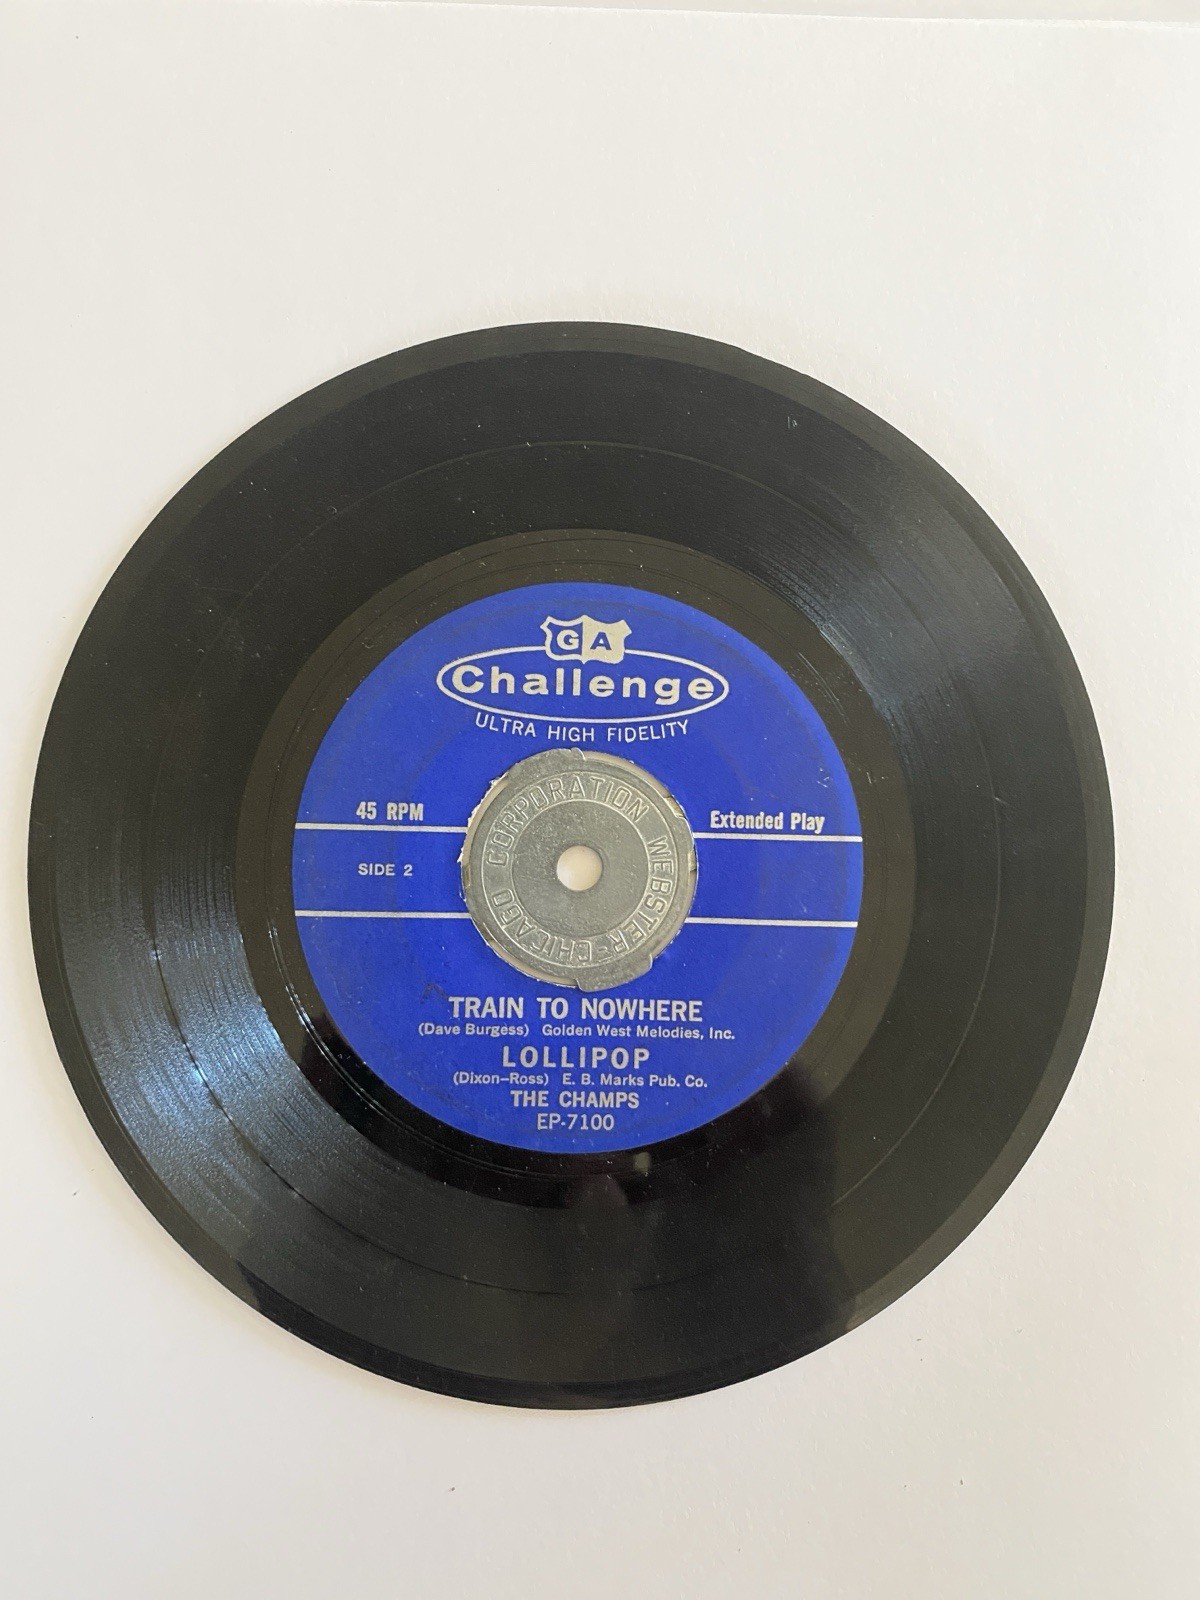 GA
Challenge
ULTRA HIGH FIDELITY
45 RPM
Extended Play
SIDE 2
WEBSTER-CHICAGO CORPORATION
TRAIN TO NOWHERE
(Dave Burgess) Golden West Melodies, Inc.
LOLLIPOP
(Dixon-Ross) E. B. Marks Pub. Co.
THE CHAMPS
EP-7100